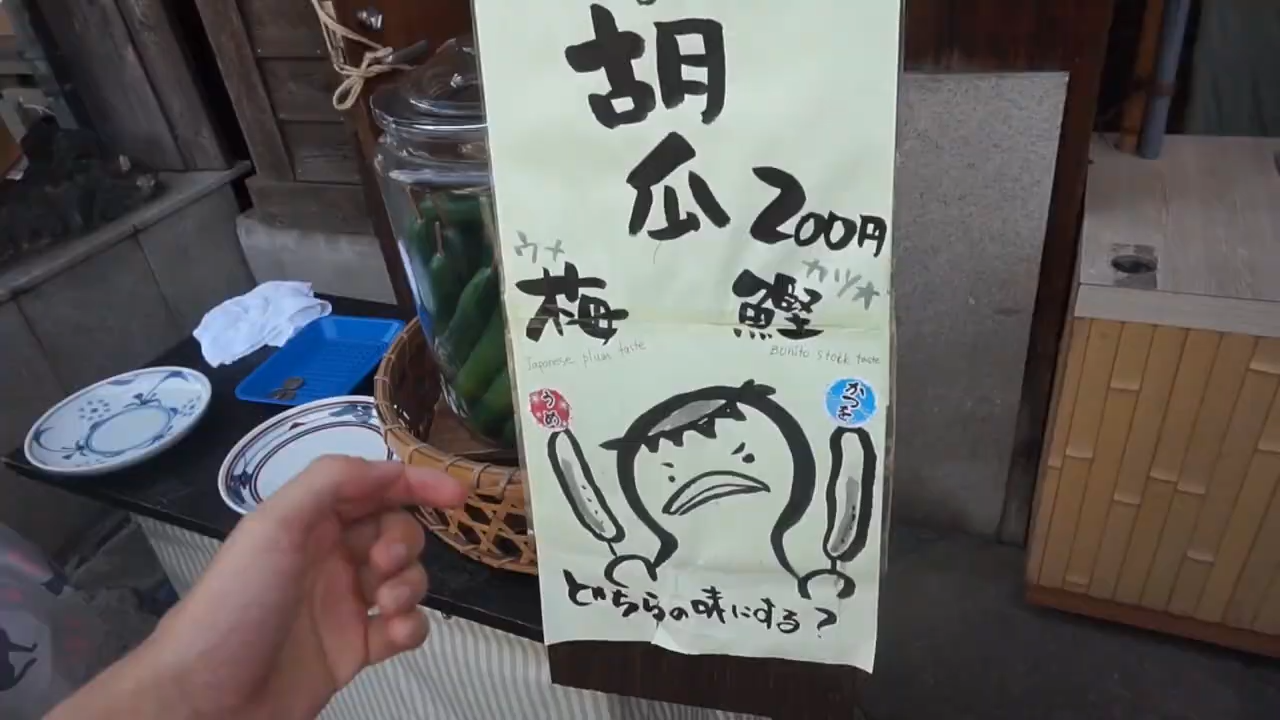 胡
瓜 200円
ウメ カツオ
梅 鰹
Japanese plum taste Bonito stock taste
うめ かつを
どちらの味にする?